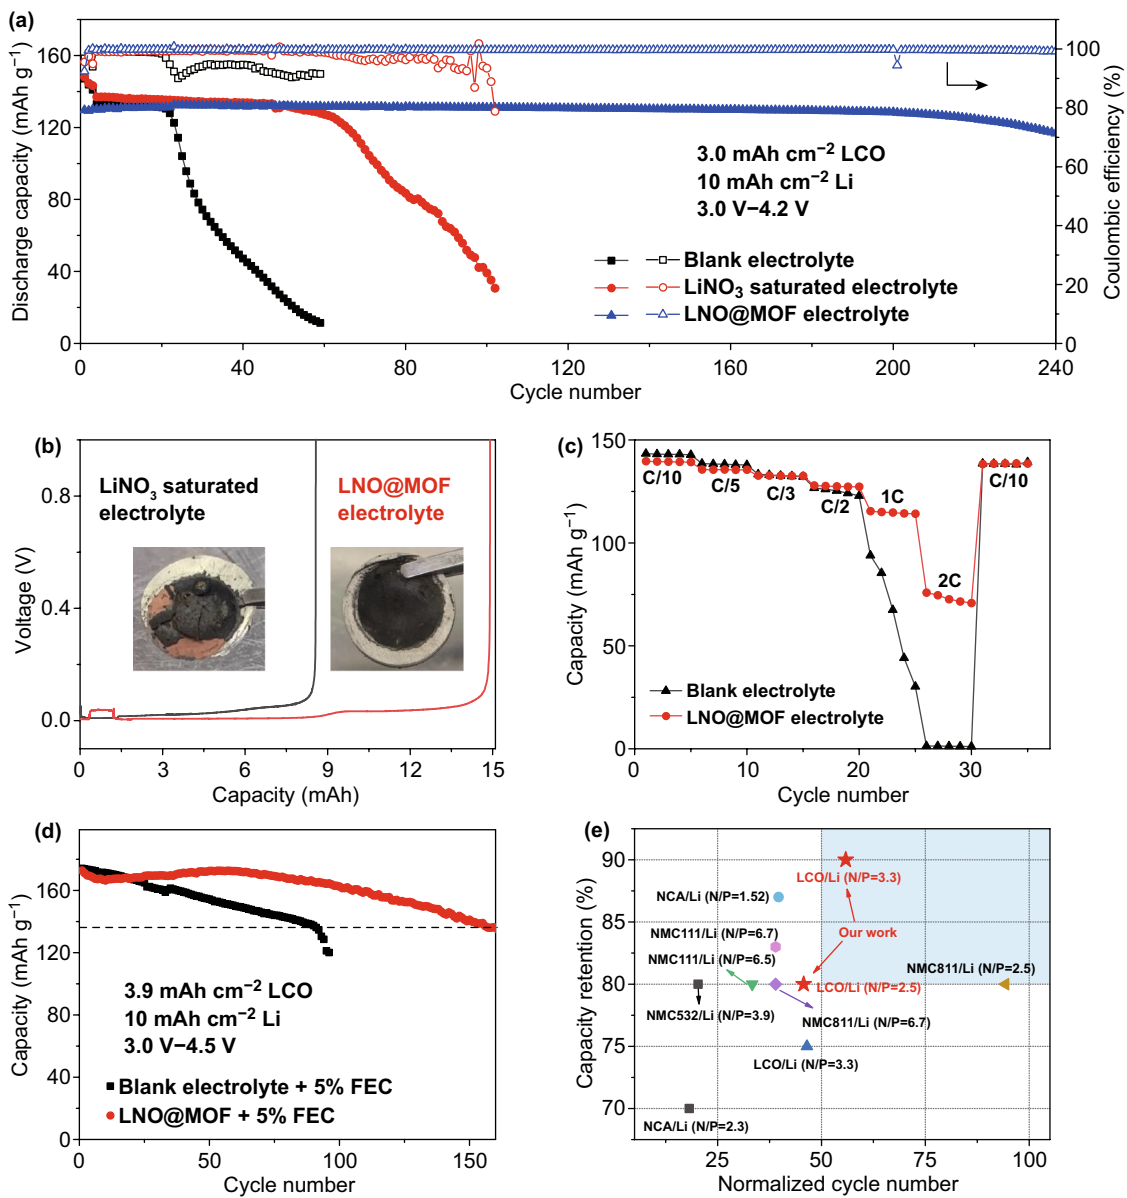 (a)
160
120
80
40
0
Discharge capacity (mAh g⁻¹)
100
80
60
40
20
0
Coulombic efficiency (%)
3.0 mAh cm⁻² LCO
10 mAh cm⁻² Li
3.0 V−4.2 V
Blank electrolyte
LiNO₃ saturated electrolyte
LNO@MOF electrolyte
0 40 80 120 160 200 240
Cycle number
(b)
0.8
0.4
0.0
Voltage (V)
LiNO₃ saturated
electrolyte
LNO@MOF
electrolyte
0 3 6 9 12 15
Capacity (mAh)
(c)
150
100
50
0
Capacity (mAh g⁻¹)
C/10
C/5
C/3
C/2
1C
2C
C/10
Blank electrolyte
LNO@MOF electrolyte
0 10 20 30
Cycle number
(d)
200
160
120
80
40
0
Capacity (mAh g⁻¹)
3.9 mAh cm⁻² LCO
10 mAh cm⁻² Li
3.0 V−4.5 V
Blank electrolyte + 5% FEC
LNO@MOF + 5% FEC
0 50 100 150
Cycle number
(e)
90
85
80
75
70
Capacity retention (%)
LCO/Li (N/P=3.3)
NCA/Li (N/P=1.52)
NMC111/Li (N/P=6.7)
Our work
NMC111/Li (N/P=6.5)
NMC811/Li (N/P=2.5)
LCO/Li (N/P=2.5)
NMC532/Li (N/P=3.9)
NMC811/Li (N/P=6.7)
LCO/Li (N/P=3.3)
NCA/Li (N/P=2.3)
25 50 75 100
Normalized cycle number